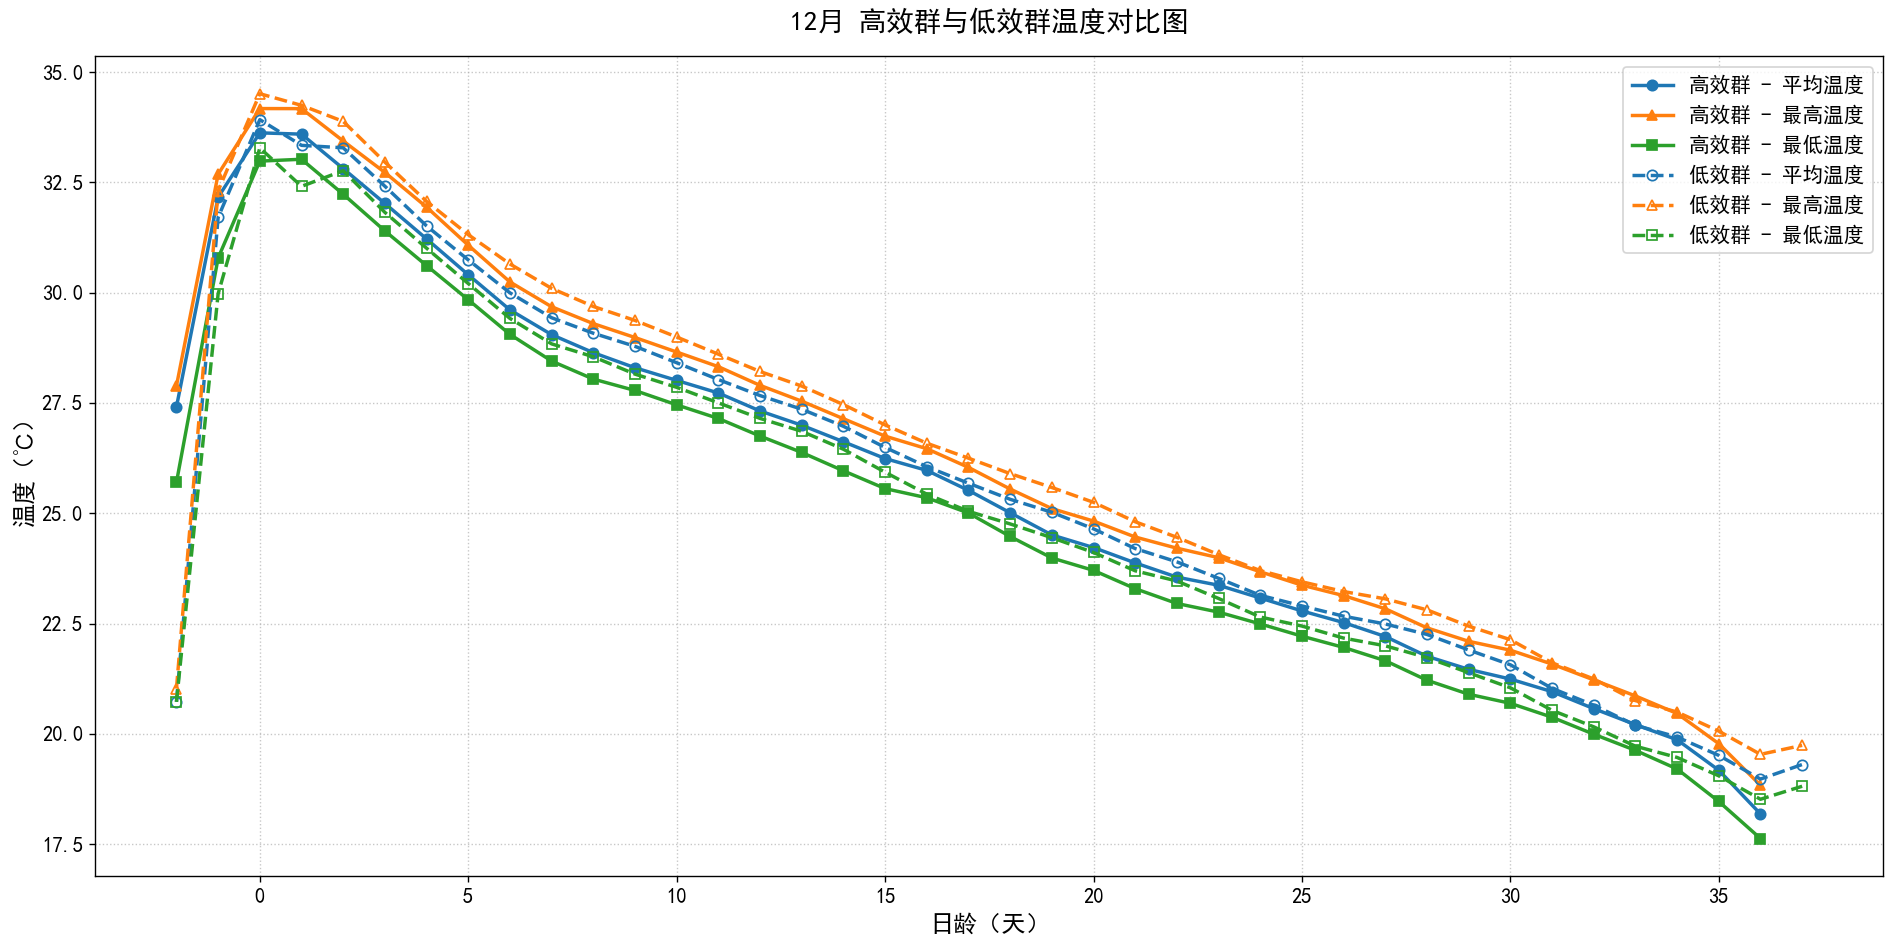 12月 高效群与低效群温度对比图
35.0
32.5
30.0
27.5
25.0
22.5
20.0
17.5
温度（℃）
高效群 - 平均温度
高效群 - 最高温度
高效群 - 最低温度
低效群 - 平均温度
低效群 - 最高温度
低效群 - 最低温度
0 5 10 15 20 25 30 35
日龄（天）